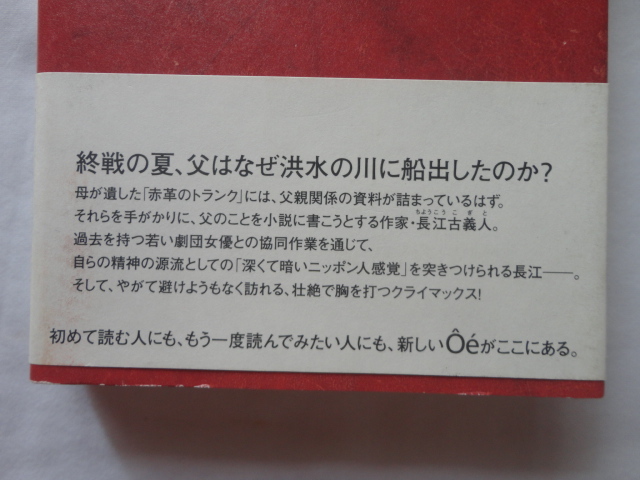 終戦の夏、父はなぜ洪水の川に船出したのか?
母が遺した「赤革のトランク」には、父親関係の資料が詰まっているはず。
それらを手がかりに、父のことを小説に書こうとする作家・長江古義人。
ちょうこうこぎと
過去を持つ若い劇団女優との協同作業を通じて、
自らの精神の源流としての「深くて暗いニッポン人感覚」を突きつけられる長江――。
そして、やがて避けようもなく訪れる、壮絶で胸を打つクライマックス!
初めて読む人にも、もう一度読んでみたい人にも、新しいÔéがここにある。